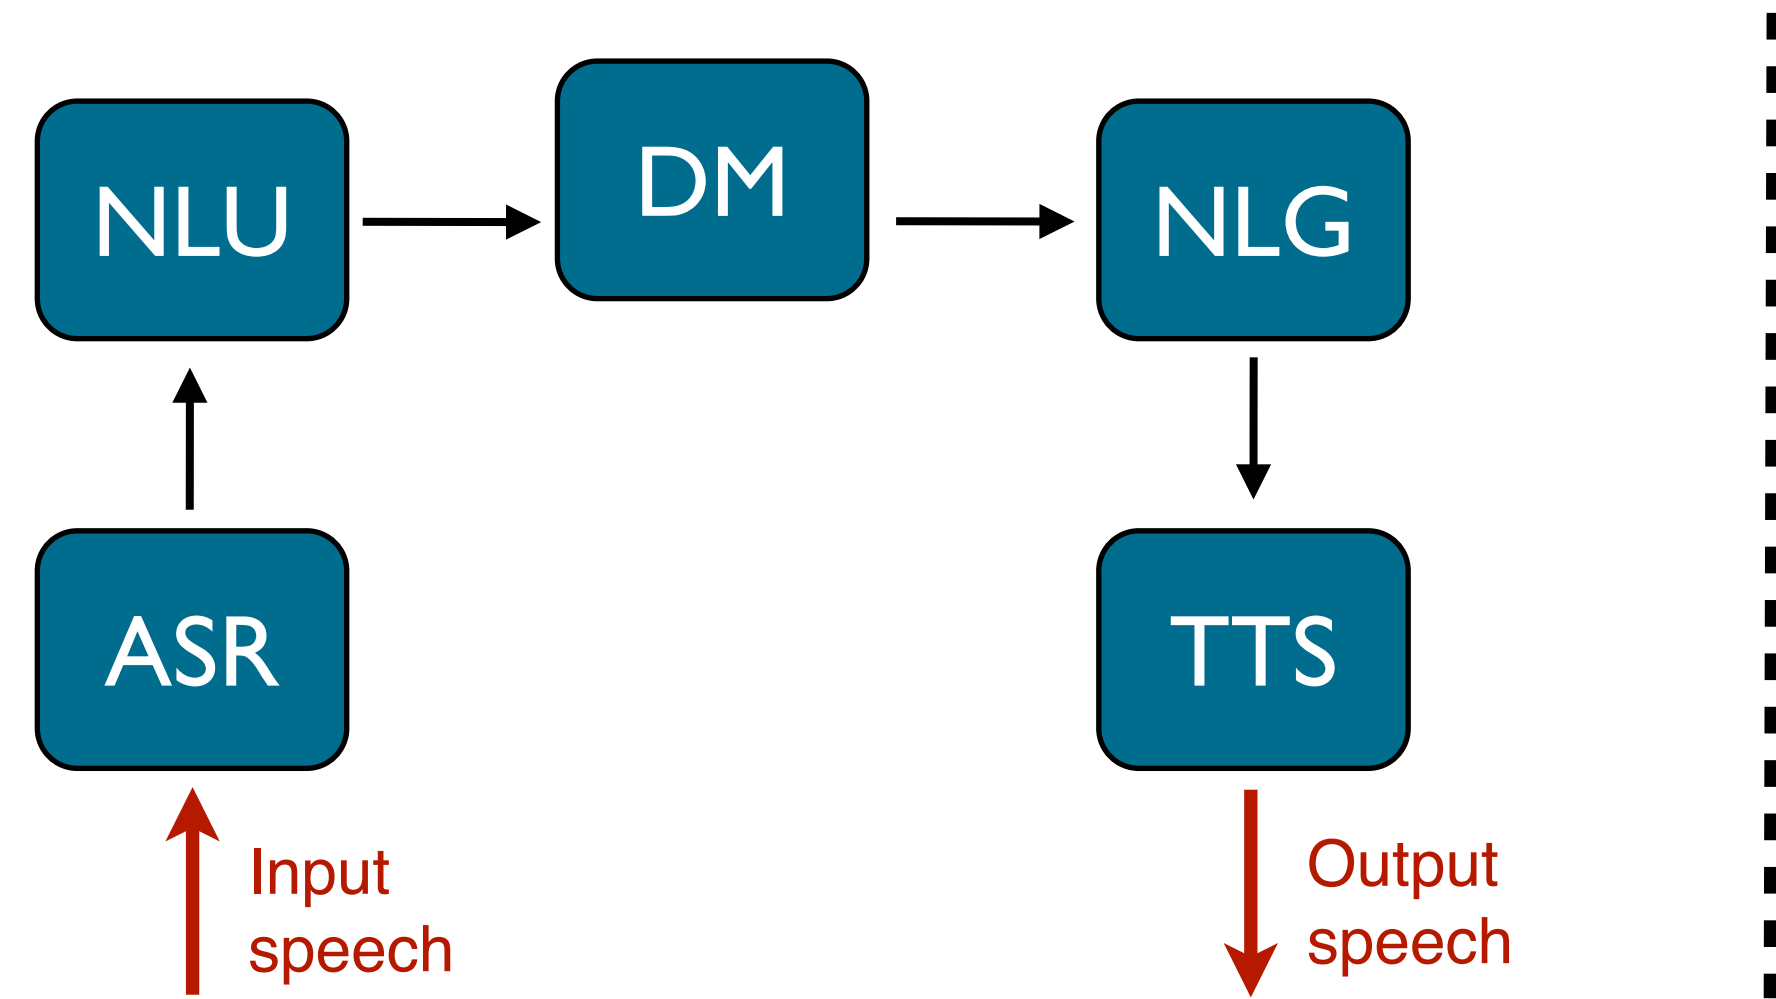 NLU
DM
NLG
ASR
TTS
Input
speech
Output
speech